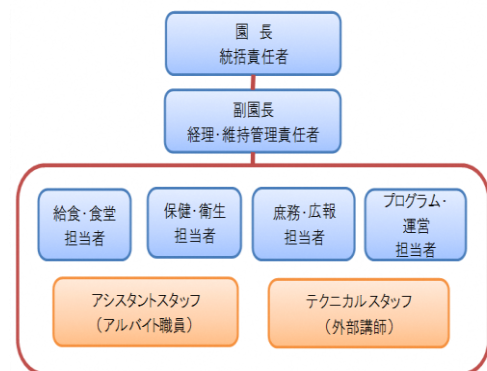 園 長
統括責任者
副園長
経理・維持管理責任者
給食・食堂
担当者
保健・衛生
担当者
庶務・広報
担当者
プログラム・
運営
担当者
アシスタントスタッフ
（アルバイト職員）
テクニカルスタッフ
（外部講師）